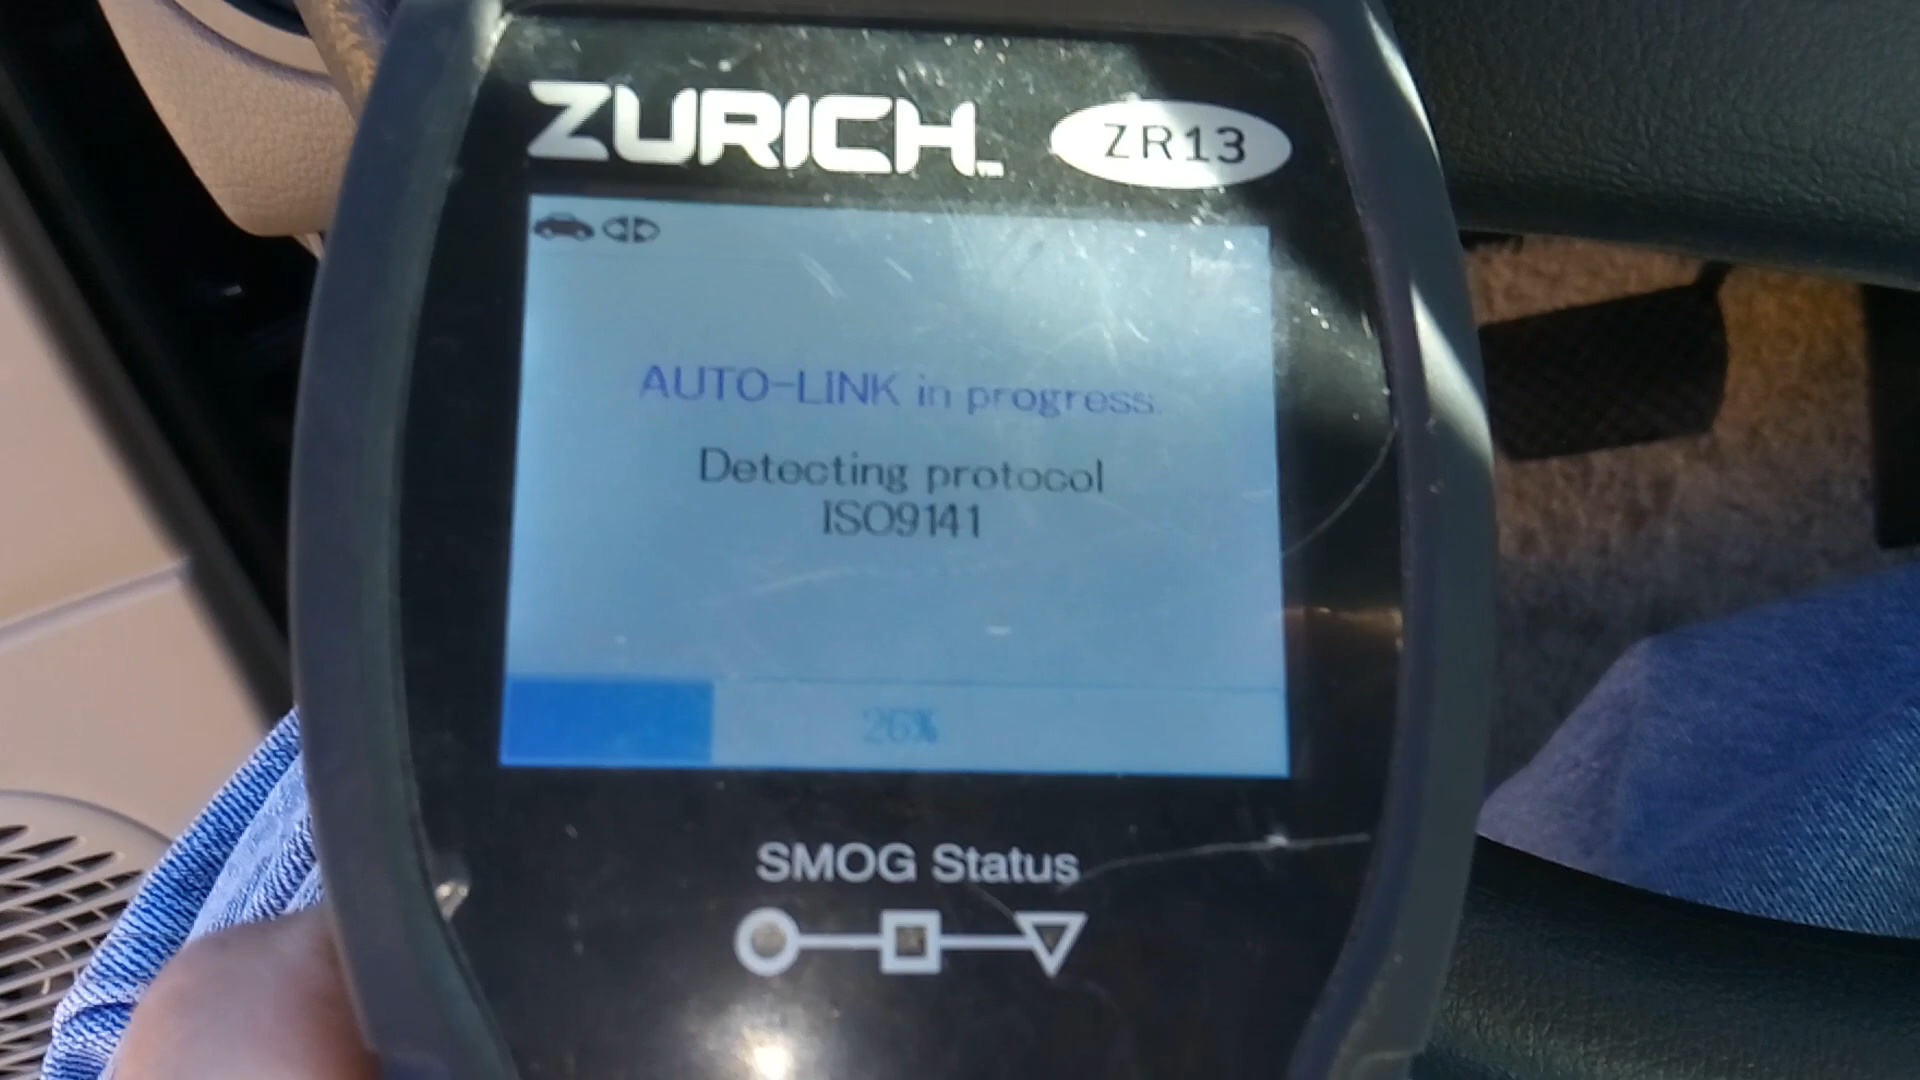 ZURICH.
ZR13
AUTO-LINK in progress.
Detecting protocol
ISO9141
26%
SMOG Status